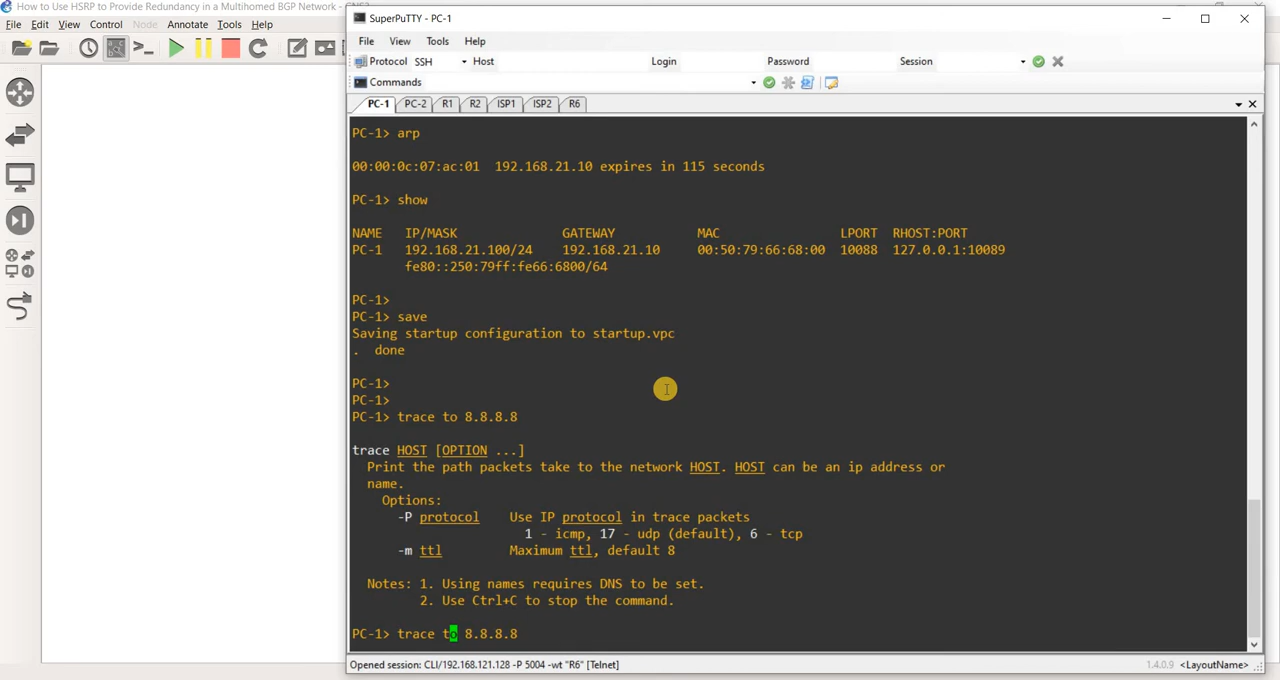 How to Use HSRP to Provide Redundancy in a Multihomed BGP Network - GNS3
File Edit View Control Node Annotate Tools Help
SuperPuTTY - PC-1
File View Tools Help
Protocol SSH Host Login Password Session
Commands
PC-1 PC-2 R1 R2 ISP1 ISP2 R6
PC-1> arp
00:00:0c:07:ac:01 192.168.21.10 expires in 115 seconds
PC-1> show
NAME IP/MASK GATEWAY MAC LPORT RHOST:PORT
PC-1 192.168.21.100/24 192.168.21.10 00:50:79:66:68:00 10088 127.0.0.1:10089
fe80::250:79ff:fe66:6800/64
PC-1>
PC-1> save
Saving startup configuration to startup.vpc
. done
PC-1>
PC-1>
PC-1> trace to 8.8.8.8
trace HOST [OPTION ...]
Print the path packets take to the network HOST. HOST can be an ip address or
name.
Options:
-P protocol Use IP protocol in trace packets
1 - icmp, 17 - udp (default), 6 - tcp
-m ttl Maximum ttl, default 8
Notes: 1. Using names requires DNS to be set.
2. Use Ctrl+C to stop the command.
PC-1> trace to 8.8.8.8
Opened session: CLI/192.168.121.128 -P 5004 -wt "R6" [Telnet] 1.4.0.9 <LayoutName>